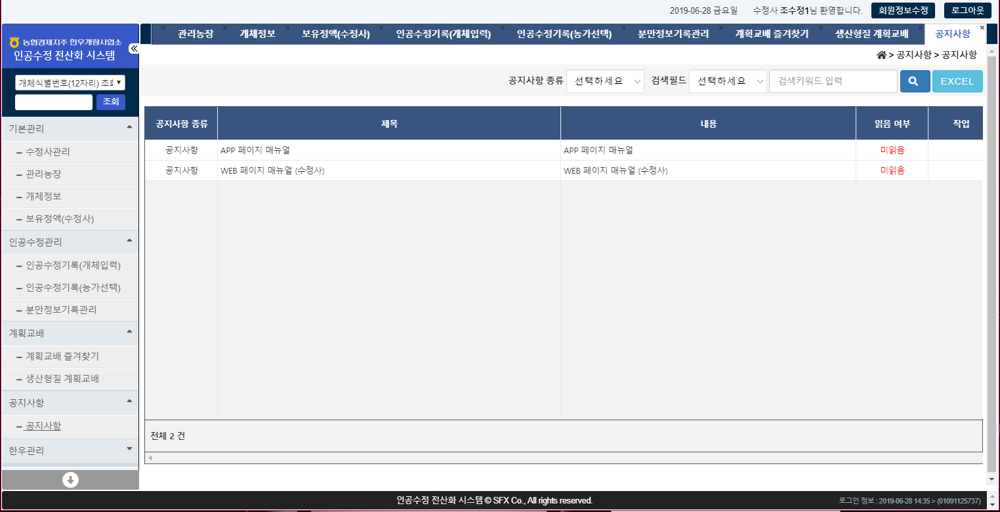 2019-06-28 금요일 수정사 조수정1님 환영합니다. 회원정보수정 로그아웃
농협경제지주 한우개량사업소
인공수정 전산화 시스템
관리농장 개체정보 보유정액(수정사) 인공수정기록(개체입력) 인공수정기록(농가선택) 분만정보기록관리 계획교배 즐겨찾기 생산형질 계획교배 공지사항
> 공지사항 > 공지사항
개체식별번호(12자리) 조회
조회
공지사항 종류 선택하세요 검색필드 선택하세요 검색키워드 입력 EXCEL
기본관리
– 수정사관리
– 관리농장
– 개체정보
– 보유정액(수정사)
인공수정관리
– 인공수정기록(개체입력)
– 인공수정기록(농가선택)
– 분만정보기록관리
계획교배
– 계획교배 즐겨찾기
– 생산형질 계획교배
공지사항
– 공지사항
한우관리
공지사항 종류 제목 내용 읽음 여부 작업
공지사항 APP 페이지 매뉴얼 APP 페이지 매뉴얼 미읽음
공지사항 WEB 페이지 매뉴얼 (수정사) WEB 페이지 매뉴얼 (수정사) 미읽음
전체 2 건
인공수정 전산화 시스템 © SFX Co., All rights reserved.
로그인 정보 : 2019-06-28 14:35 > (01091125737)